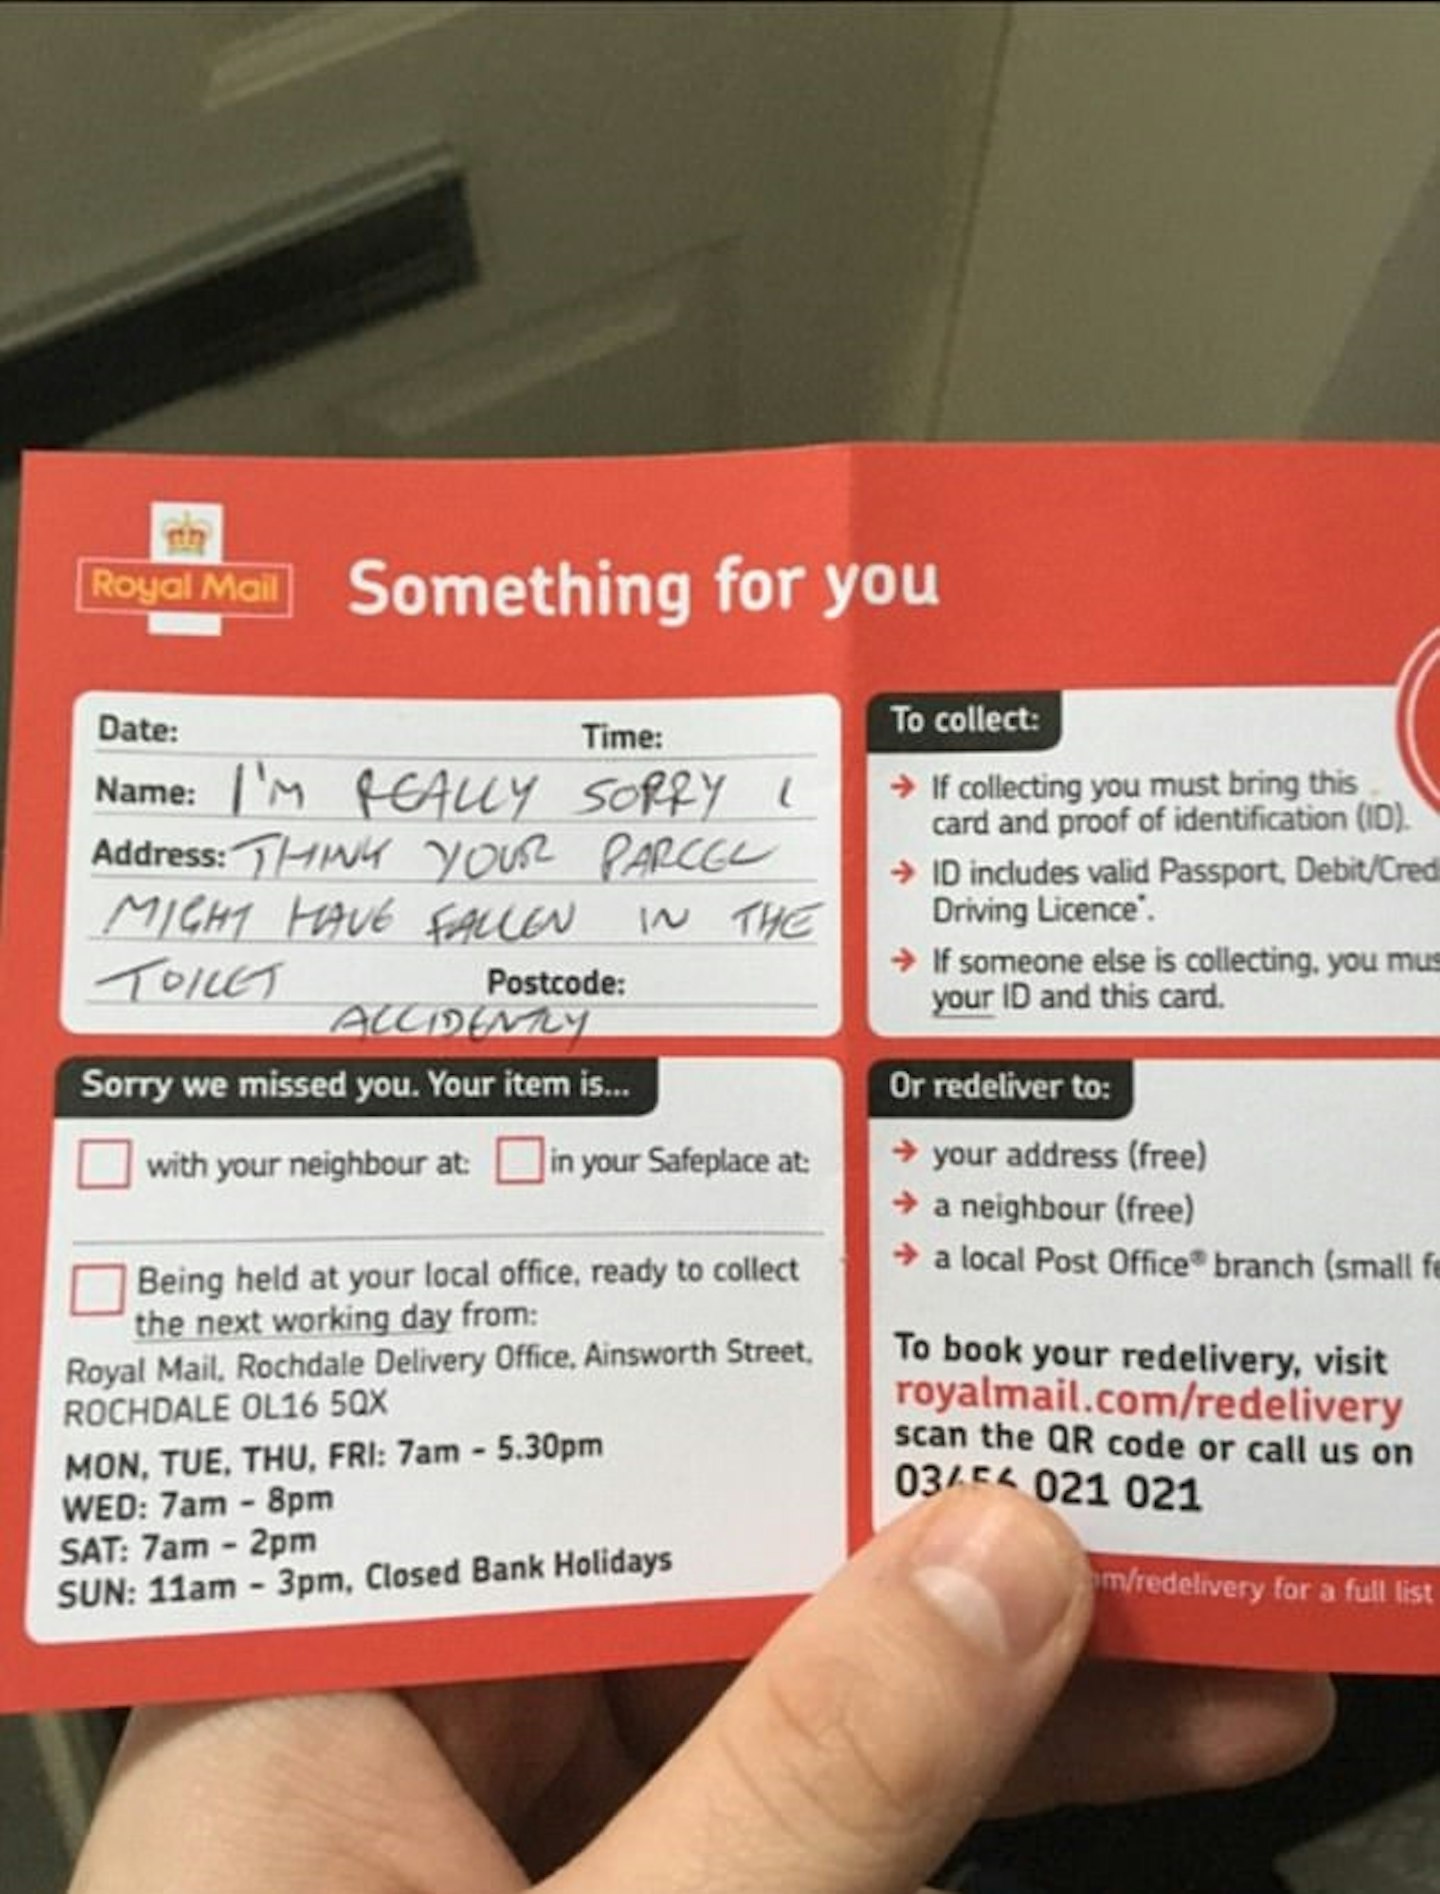 Royal Mail
Something for you
Date: Time:
Name: I'M REALLY SORRY I
Address: THINK YOUR PARCEL
MIGHT HAVE FALLEN IN THE
TOILET Postcode:
ACCIDENTLY
Sorry we missed you. Your item is...
with your neighbour at: in your Safeplace at:
Being held at your local office, ready to collect
the next working day from:
Royal Mail, Rochdale Delivery Office, Ainsworth Street,
ROCHDALE OL16 5QX
MON, TUE, THU, FRI: 7am - 5.30pm
WED: 7am - 8pm
SAT: 7am - 2pm
SUN: 11am - 3pm, Closed Bank Holidays
To collect:
If collecting you must bring this
card and proof of identification (ID).
ID includes valid Passport, Debit/Cred
Driving Licence*.
If someone else is collecting, you mus
your ID and this card.
Or redeliver to:
your address (free)
a neighbour (free)
a local Post Office® branch (small fe
To book your redelivery, visit
royalmail.com/redelivery
scan the QR code or call us on
03456 021 021
om/redelivery for a full list